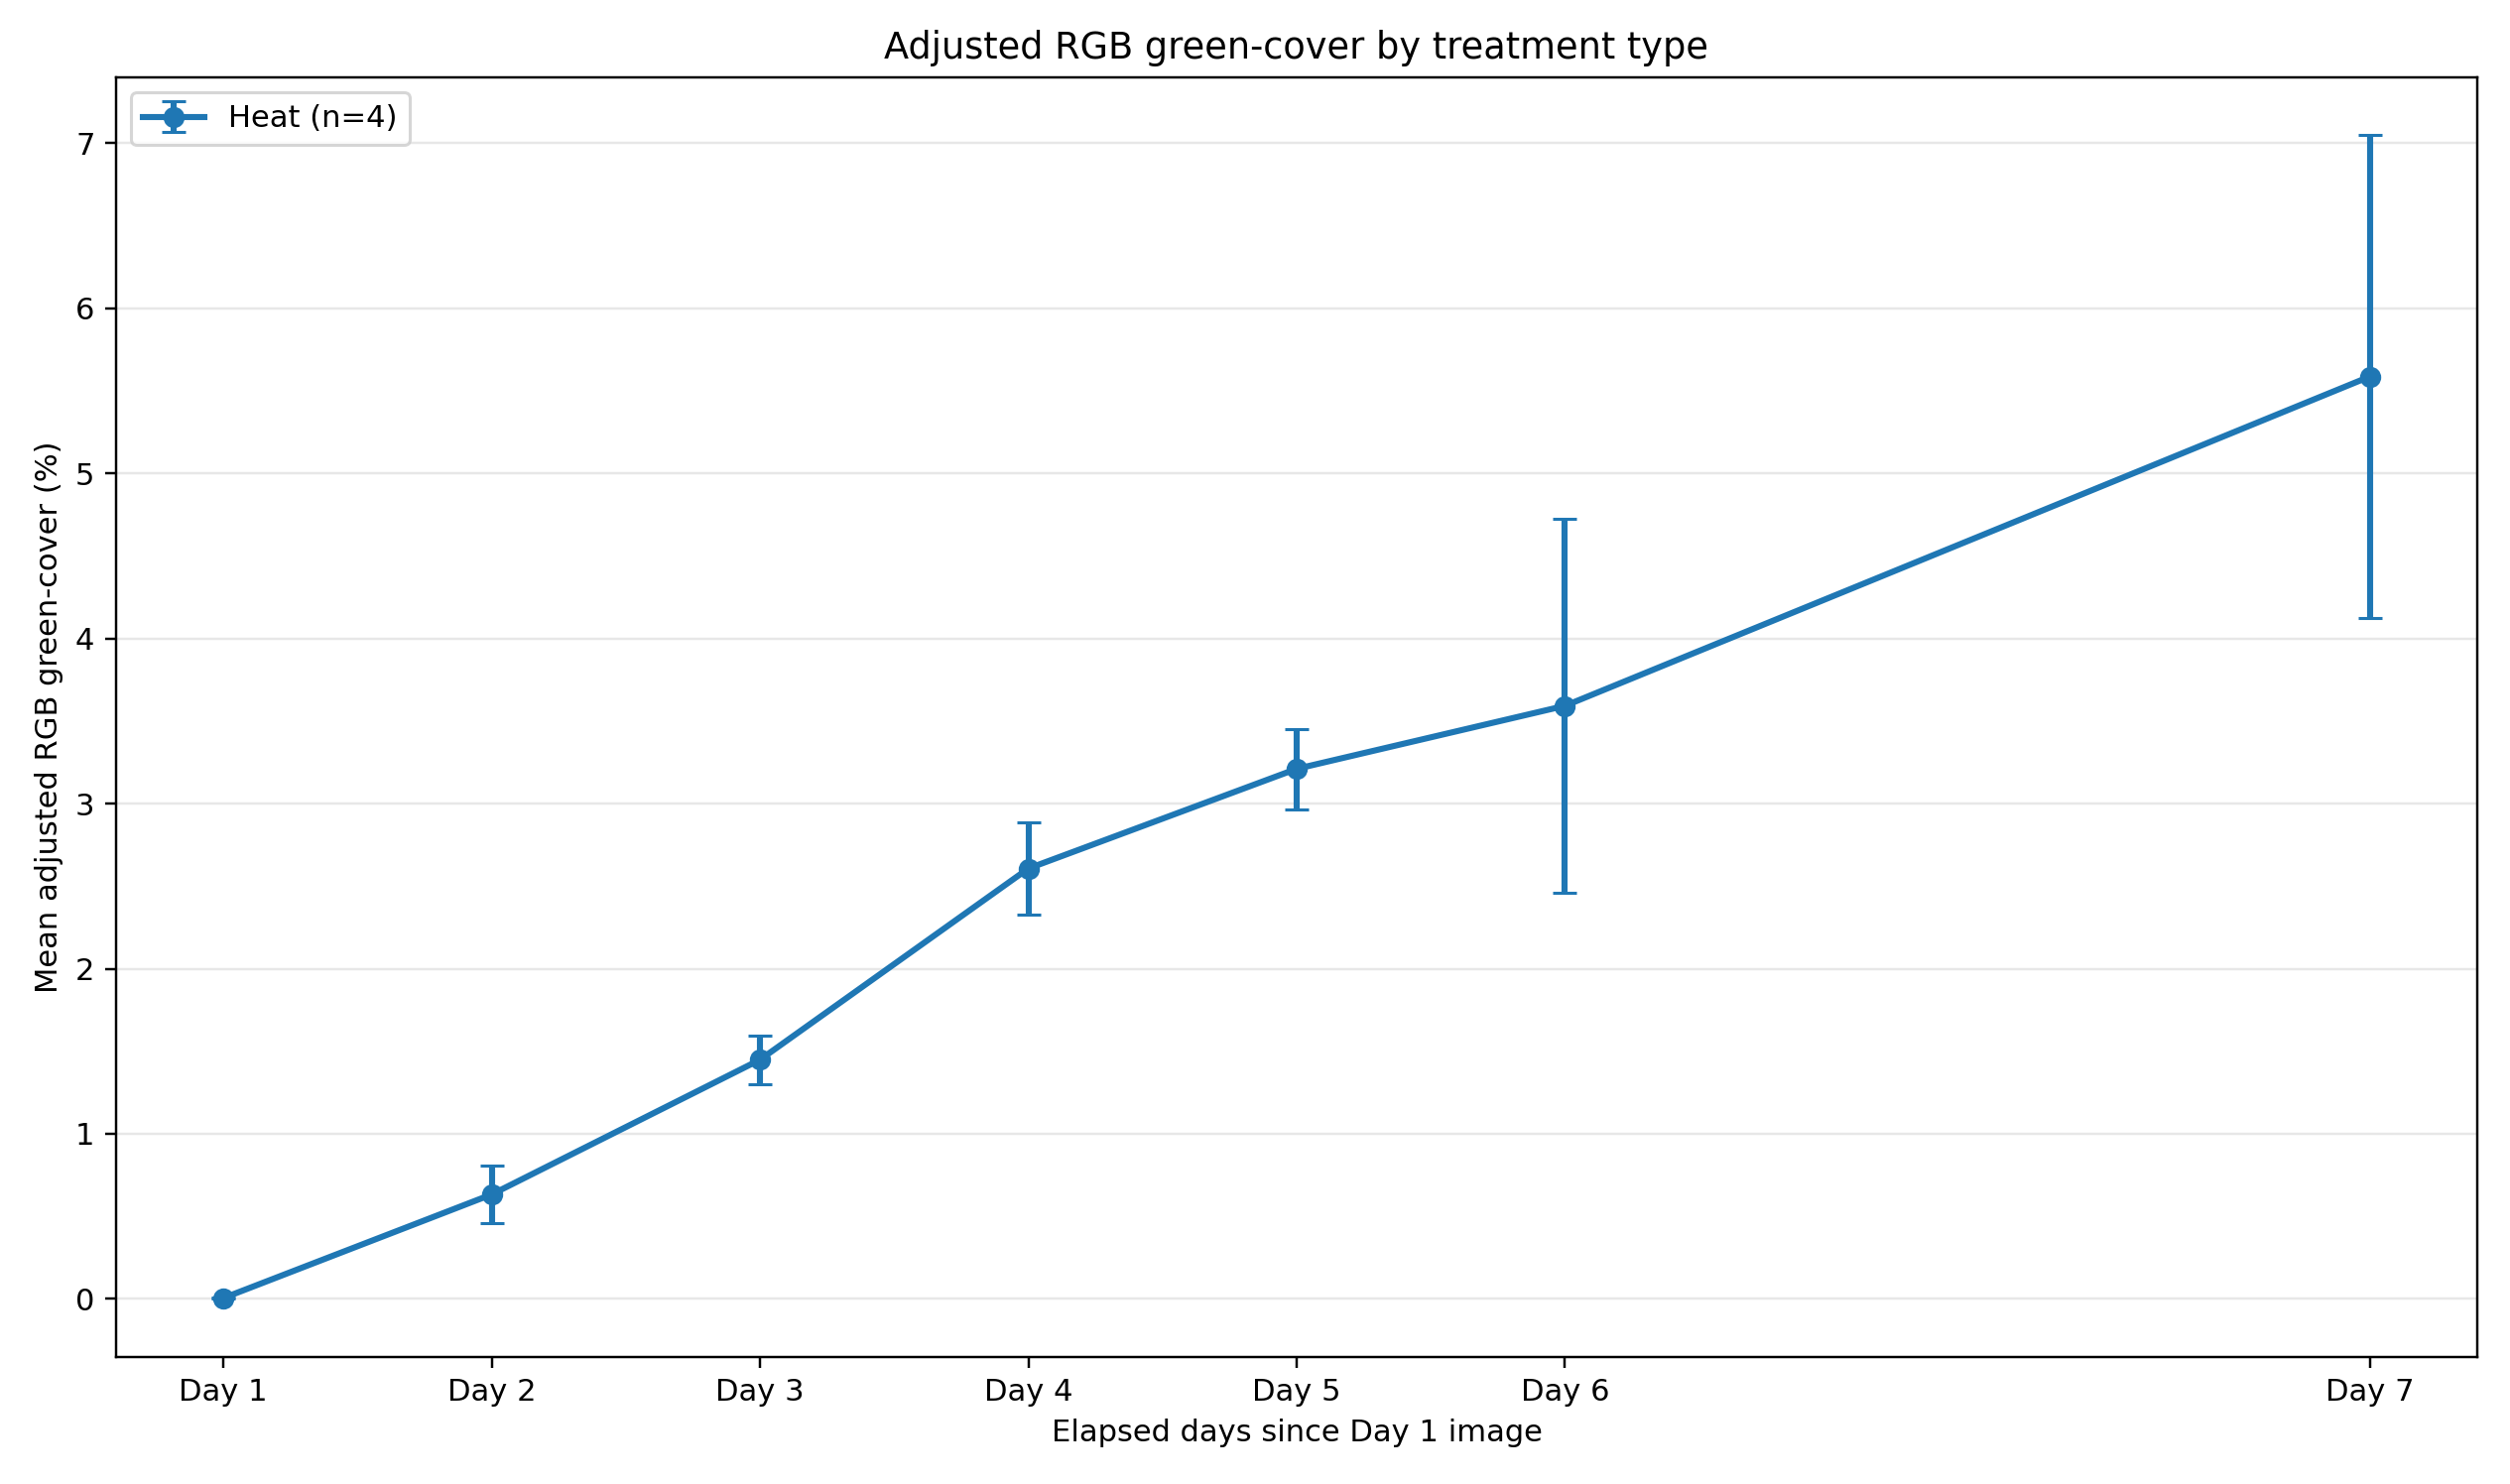 Adjusted RGB green-cover by treatment type
Heat (n=4)
Mean adjusted RGB green-cover (%)
7
6
5
4
3
2
1
0
Day 1 Day 2 Day 3 Day 4 Day 5 Day 6 Day 7
Elapsed days since Day 1 image